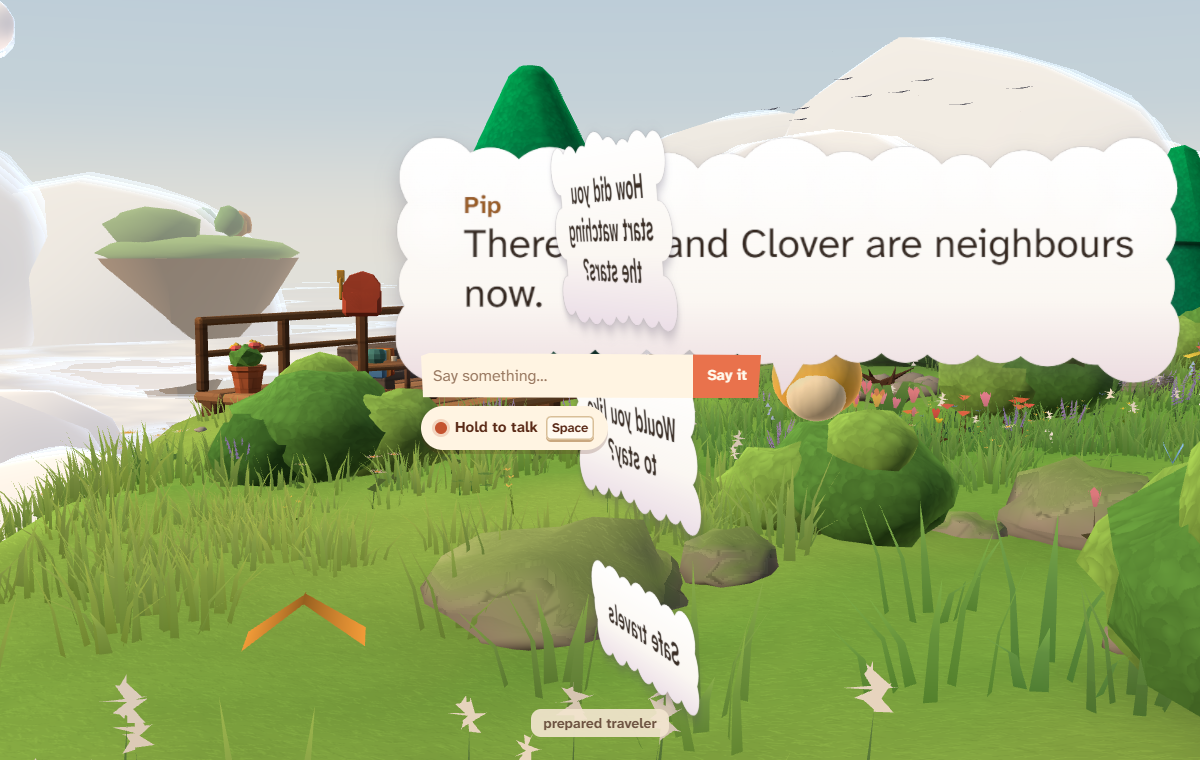 Pip
There and Clover are neighbours
now.
How did you
start watching
the stars?
Say something...
Say it
Hold to talk
Space
Would you like
to stay?
Safe travels
prepared traveler